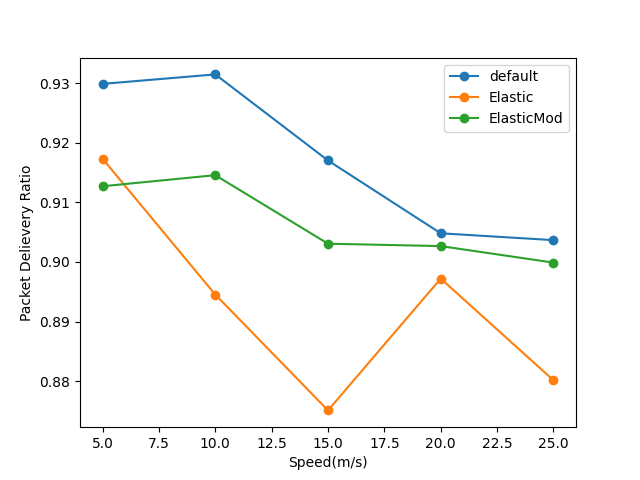 default
Elastic
ElasticMod
0.93
0.92
0.91
0.90
0.89
0.88
Packet Delievery Ratio
5.0 7.5 10.0 12.5 15.0 17.5 20.0 22.5 25.0
Speed(m/s)